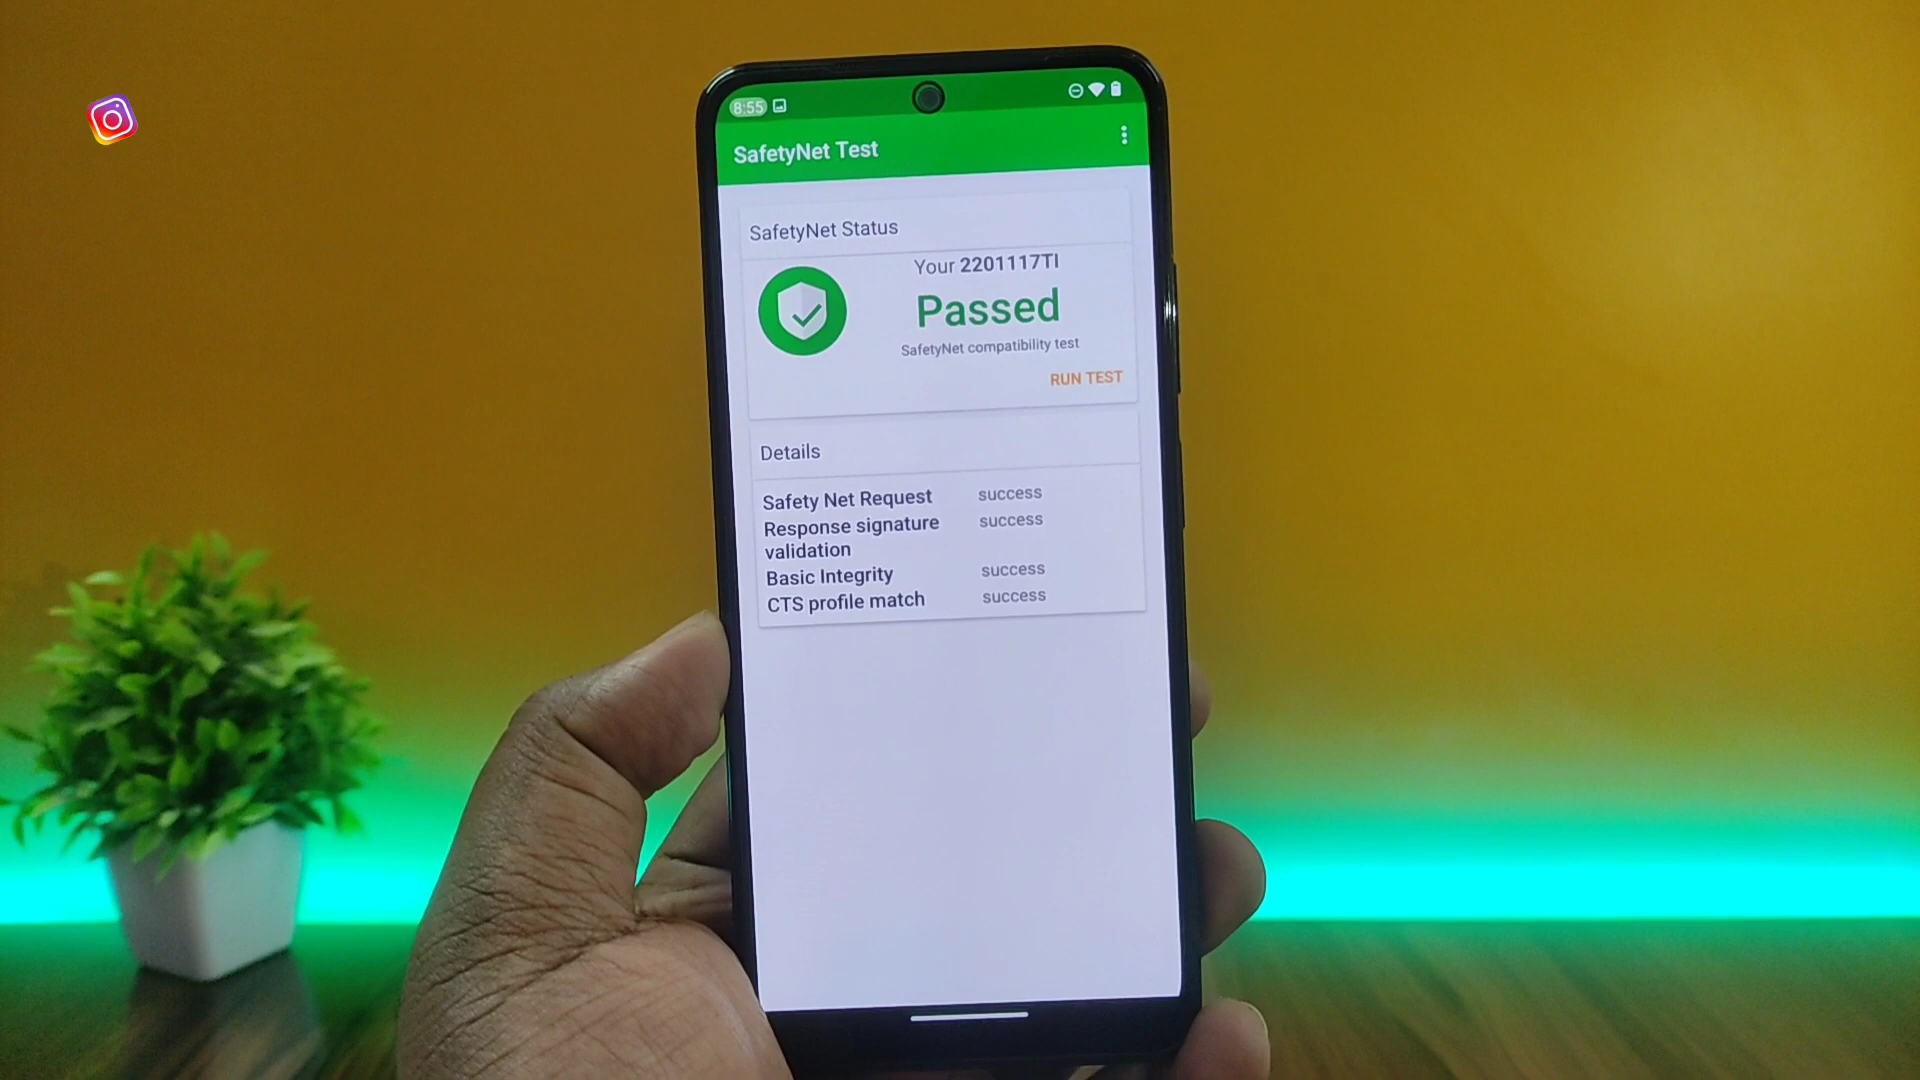 8:55
SafetyNet Test
SafetyNet Status
Your 2201117TI
Passed
SafetyNet compatibility test
RUN TEST
Details
Safety Net Request success
Response signature success
validation
Basic Integrity success
CTS profile match success